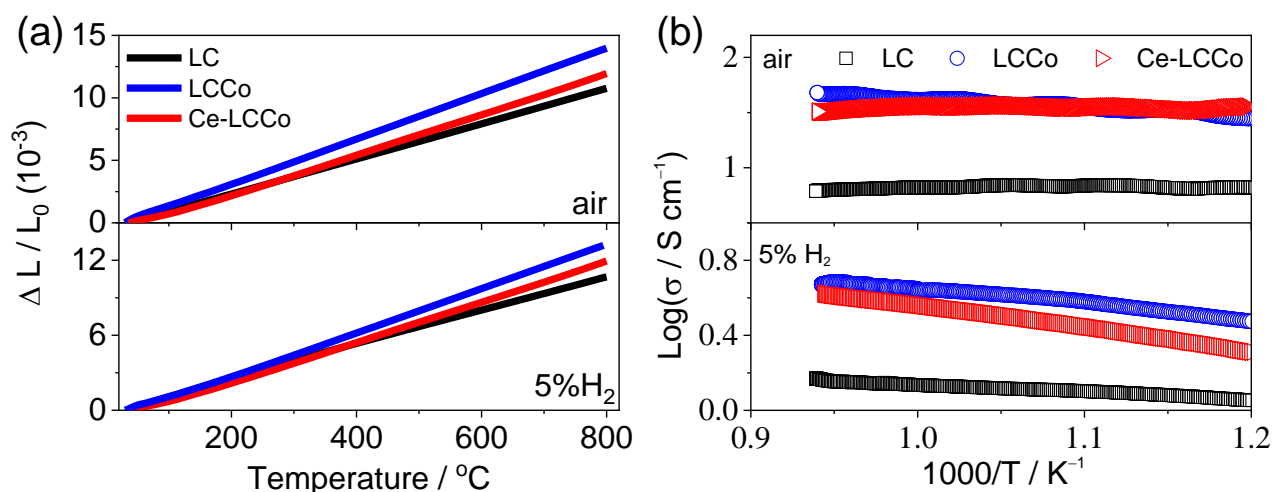 (a)
Δ L / L₀ (10⁻³)
15
10
5
0
LC
LCCo
Ce-LCCo
air
12
6
0
5%H₂
200
400
600
800
Temperature / °C
(b)
Log(σ / S cm⁻¹)
2
1
air LC LCCo Ce-LCCo
0.8
0.4
0.0
5% H₂
0.9
1.0
1.1
1.2
1000/T / K⁻¹